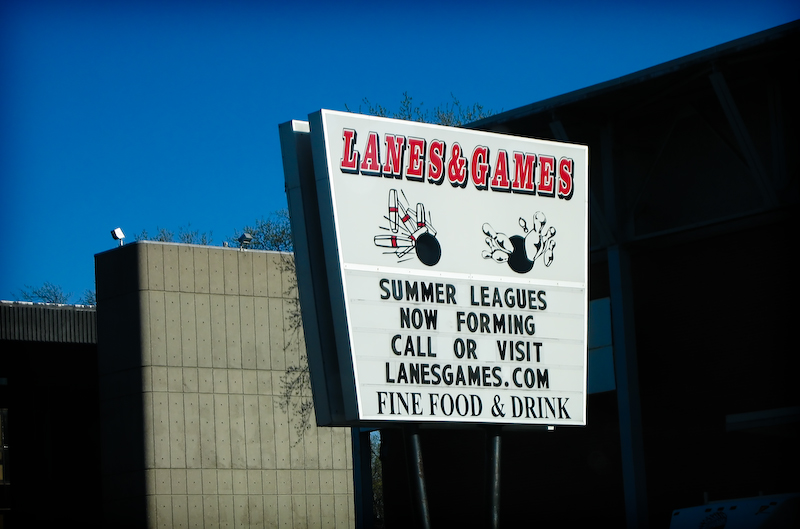 LANES&GAMES
SUMMER LEAGUES
NOW FORMING
CALL OR VISIT
LANESGAMES.COM
FINE FOOD & DRINK